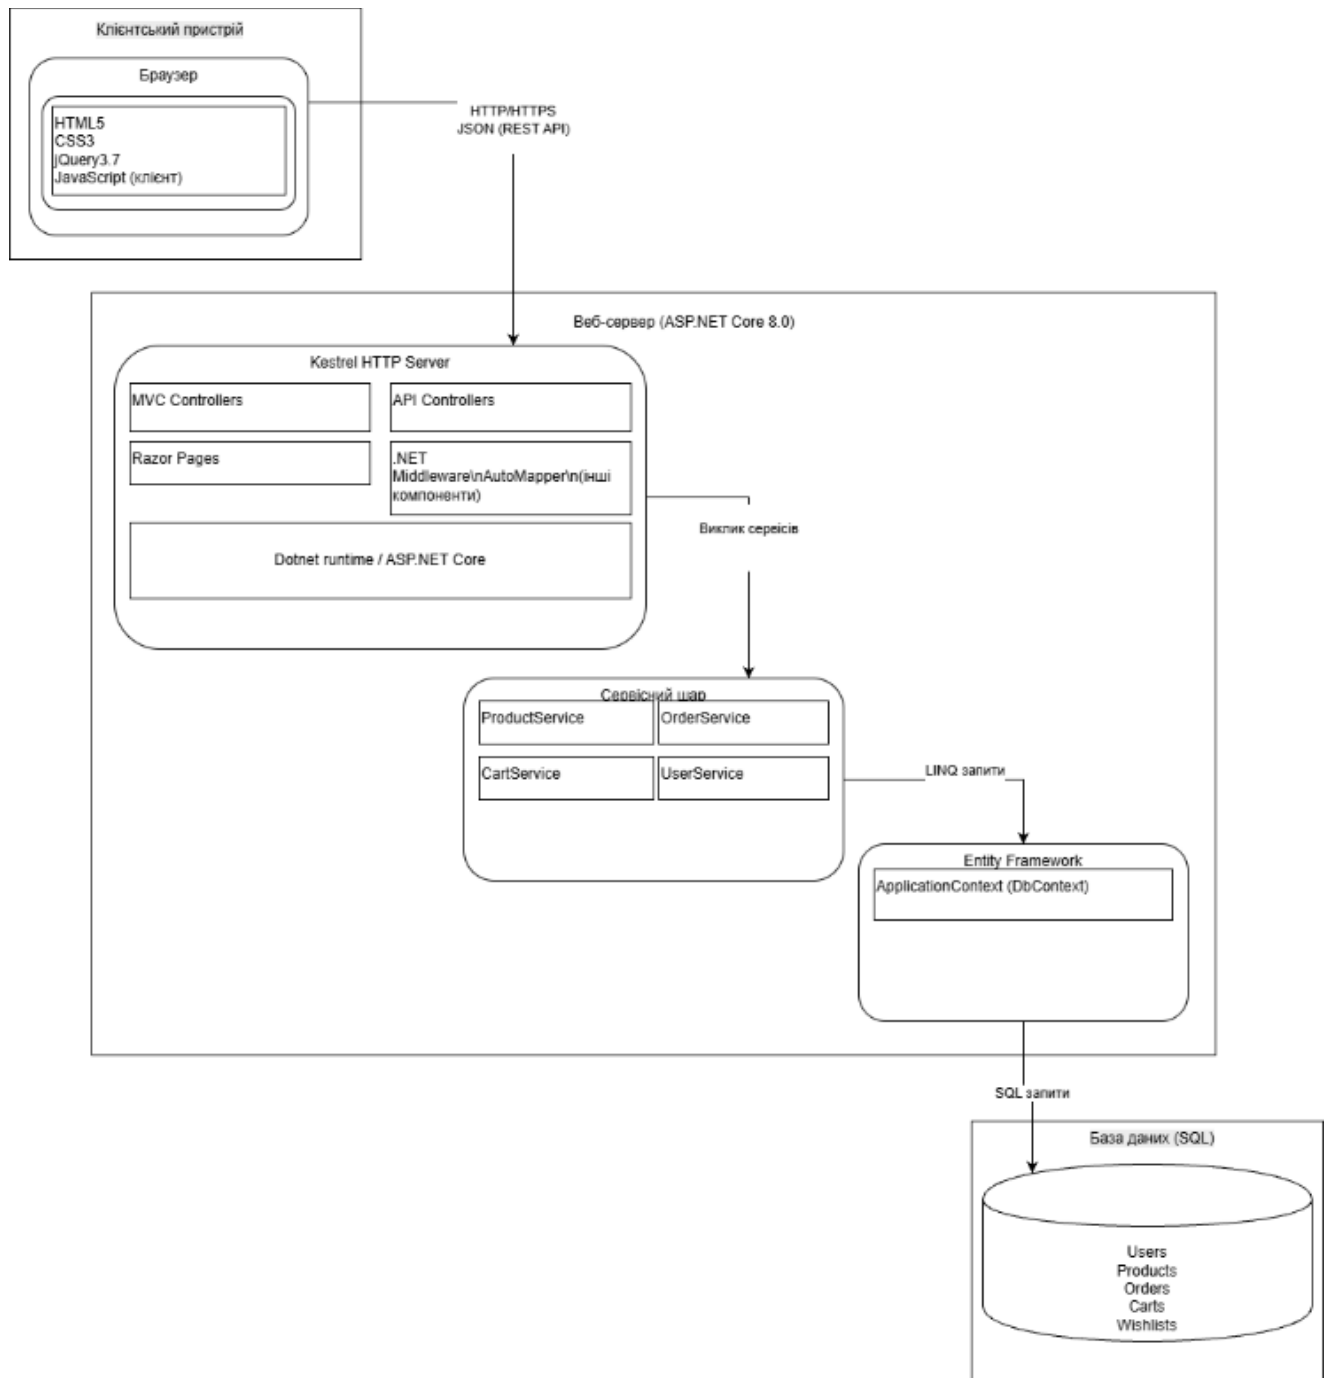 Клієнтський пристрій
Браузер
HTML5
CSS3
jQuery3.7
JavaScript (клієнт)
HTTP/HTTPS
JSON (REST API)
Веб-сервер (ASP.NET Core 8.0)
Kestrel HTTP Server
MVC Controllers
API Controllers
Razor Pages
.NET
Middleware\nAutoMapper\n(інші
компоненти)
Dotnet runtime / ASP.NET Core
Виклик сервісів
Сервісний шар
ProductService
OrderService
CartService
UserService
LINQ запити
Entity Framework
ApplicationContext (DbContext)
SQL запити
База даних (SQL)
Users
Products
Orders
Carts
Wishlists